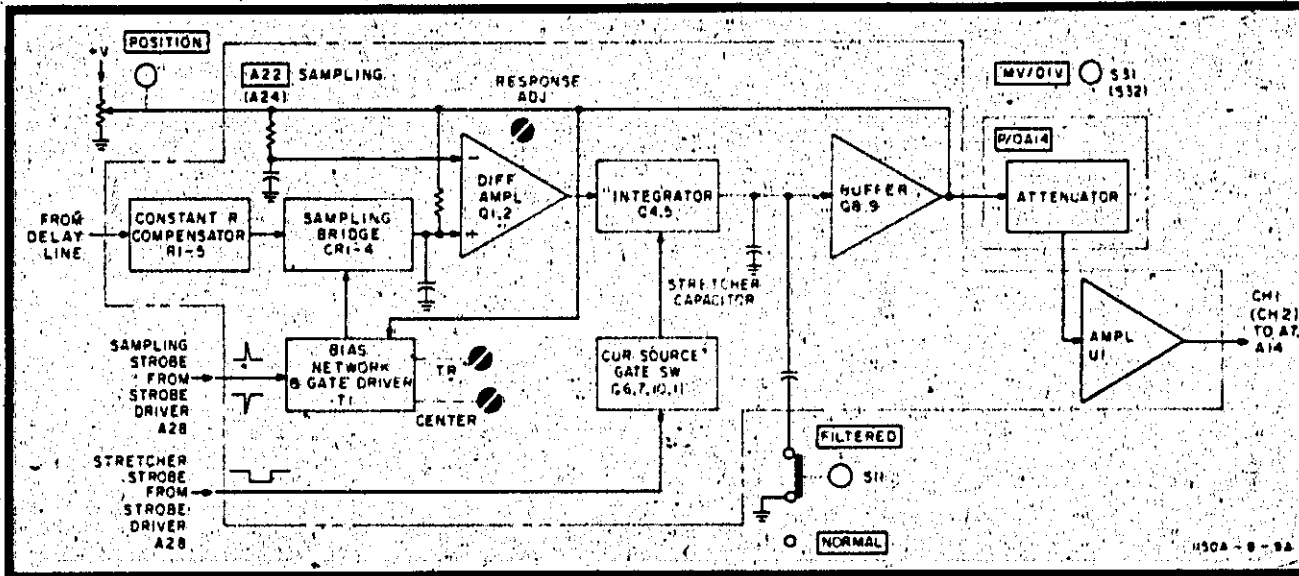 +V
POSITION
A22 SAMPLING
(A24)
RESPONSE
ADJ
MV/DIV
S31
(S32)
P/OA14
ATTENUATOR
FROM
DELAY
LINE
CONSTANT R
COMPENSATOR
R1-5
SAMPLING
BRIDGE
CR1-4
-
+
DIFF
AMPL
Q1,2
INTEGRATOR
Q4,5
BUFFER
Q8,9
STRETCHER
CAPACITOR
AMPL
U1
CH1
(CH2)
TO A7,
A14
SAMPLING
STROBE
FROM
STROBE
DRIVER
A28
BIAS
NETWORK
& GATE DRIVER
T1
TR
CENTER
CUR SOURCE
GATE SW
Q6,7,10,11
STRETCHER
STROBE
FROM
STROBE
DRIVER
A28
FILTERED
S11
NORMAL